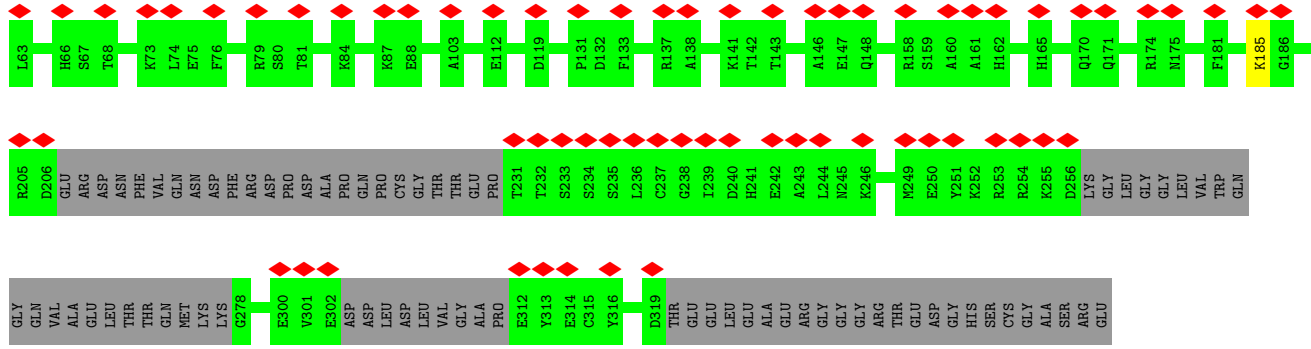 L63 H66 S67 T68 K73 L74 E75 F76 R79 S80 T81 K84 K87 E88 A103 E112 D119 P131 D132 F133 R137 A138 K141 T142 T143 A146 E147 Q148 R158 S159 A160 A161 H162 H165 Q170 Q171 R174 N175 F181 K185 G186
R205 D206 GLU ARG ASP ASN PHE VAL GLN ASN ASP PHE ARG ASP PRO ASP ALA PRO GLN PRO CYS GLY THR THR GLU PRO T231 T232 S233 S234 S235 L236 C237 G238 I239 D240 H241 E242 A243 L244 N245 K246 M249 E250 Y251 K252 R253 R254 K255 D256 LYS GLY LEU GLY GLY LEU VAL TRP GLN
GLY GLN VAL ALA GLU LEU THR THR GLN MET LYS LYS G278 E300 V301 E302 ASP ASP LEU ASP LEU VAL GLY ALA PRO E312 Y313 E314 C315 Y316 D319 THR GLU GLU LEU GLU ALA GLU ARG GLY GLY GLY ARG THR GLU ASP GLY HIS SER CYS GLY ALA SER ARG GLU